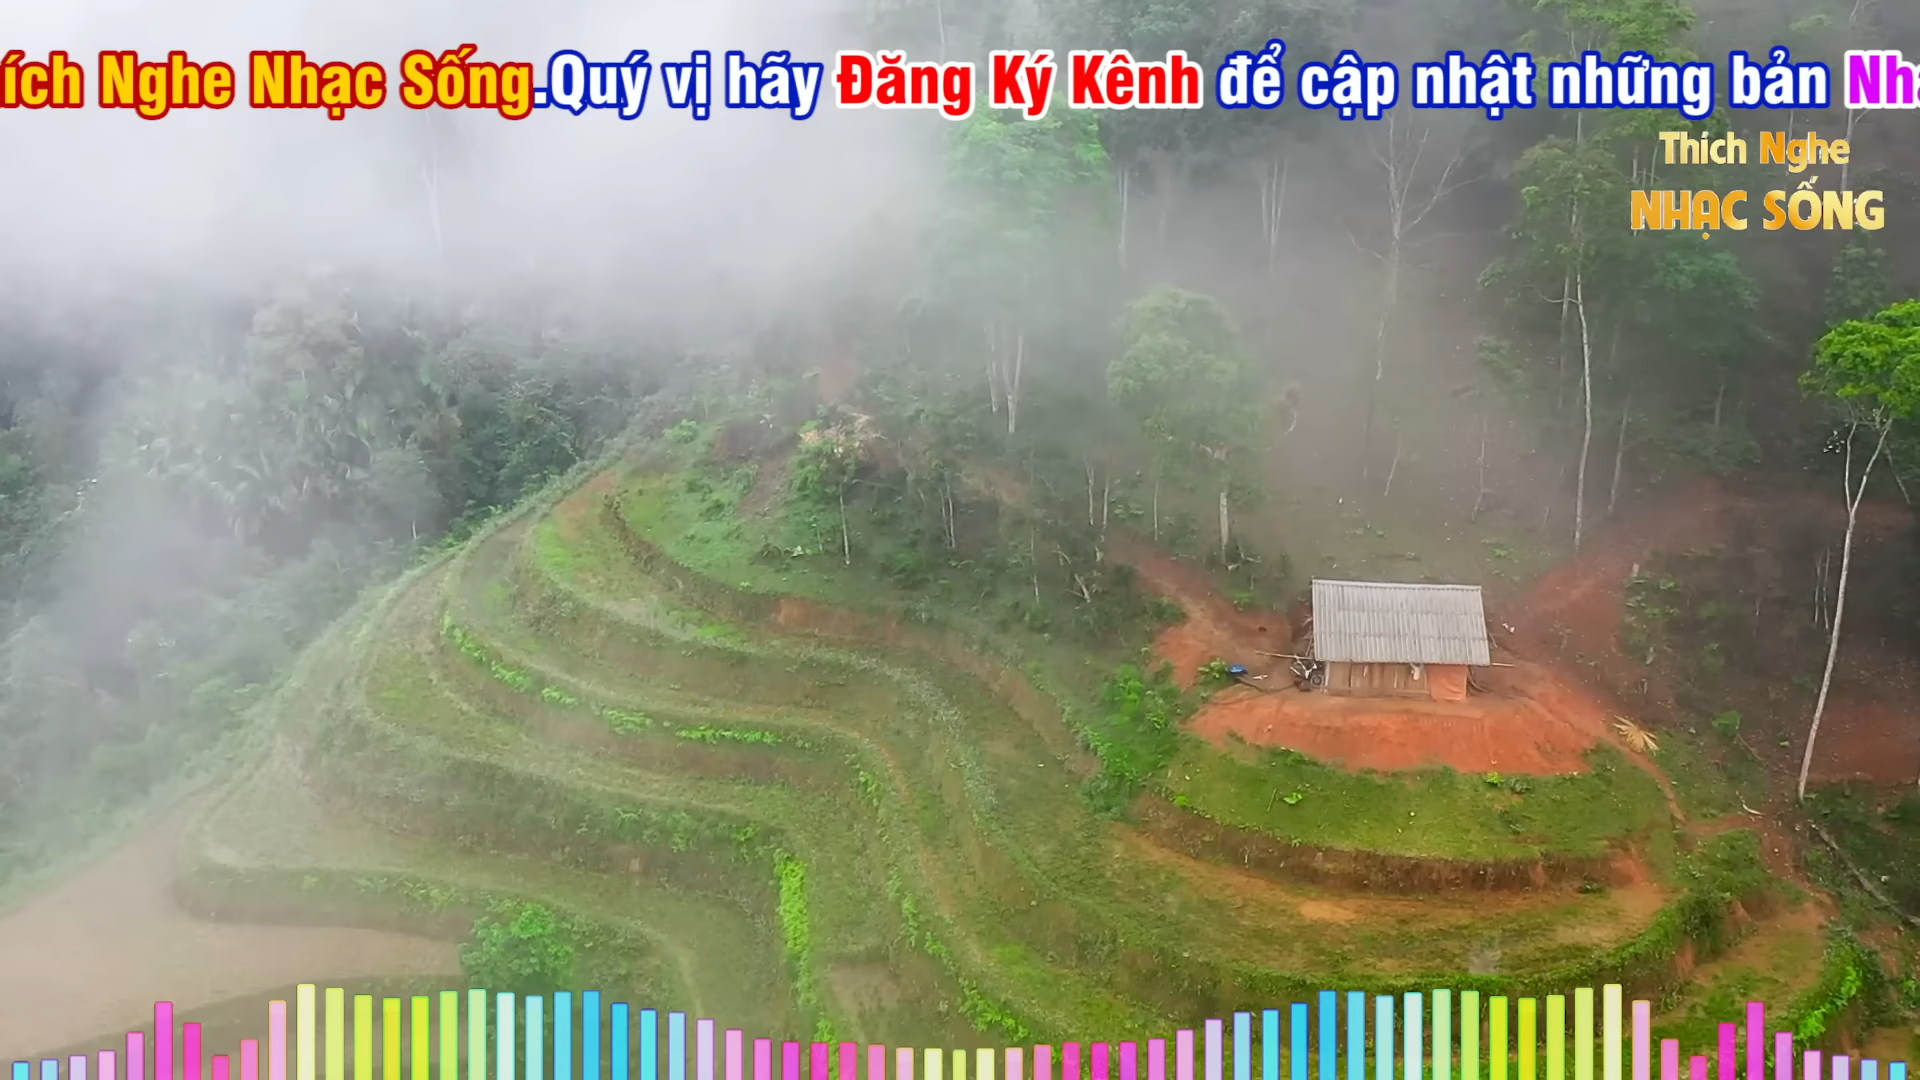 ích Nghe Nhạc Sống.Quý vị hãy Đăng Ký Kênh để cập nhật những bản
Thích Nghe
NHẠC SỐNG